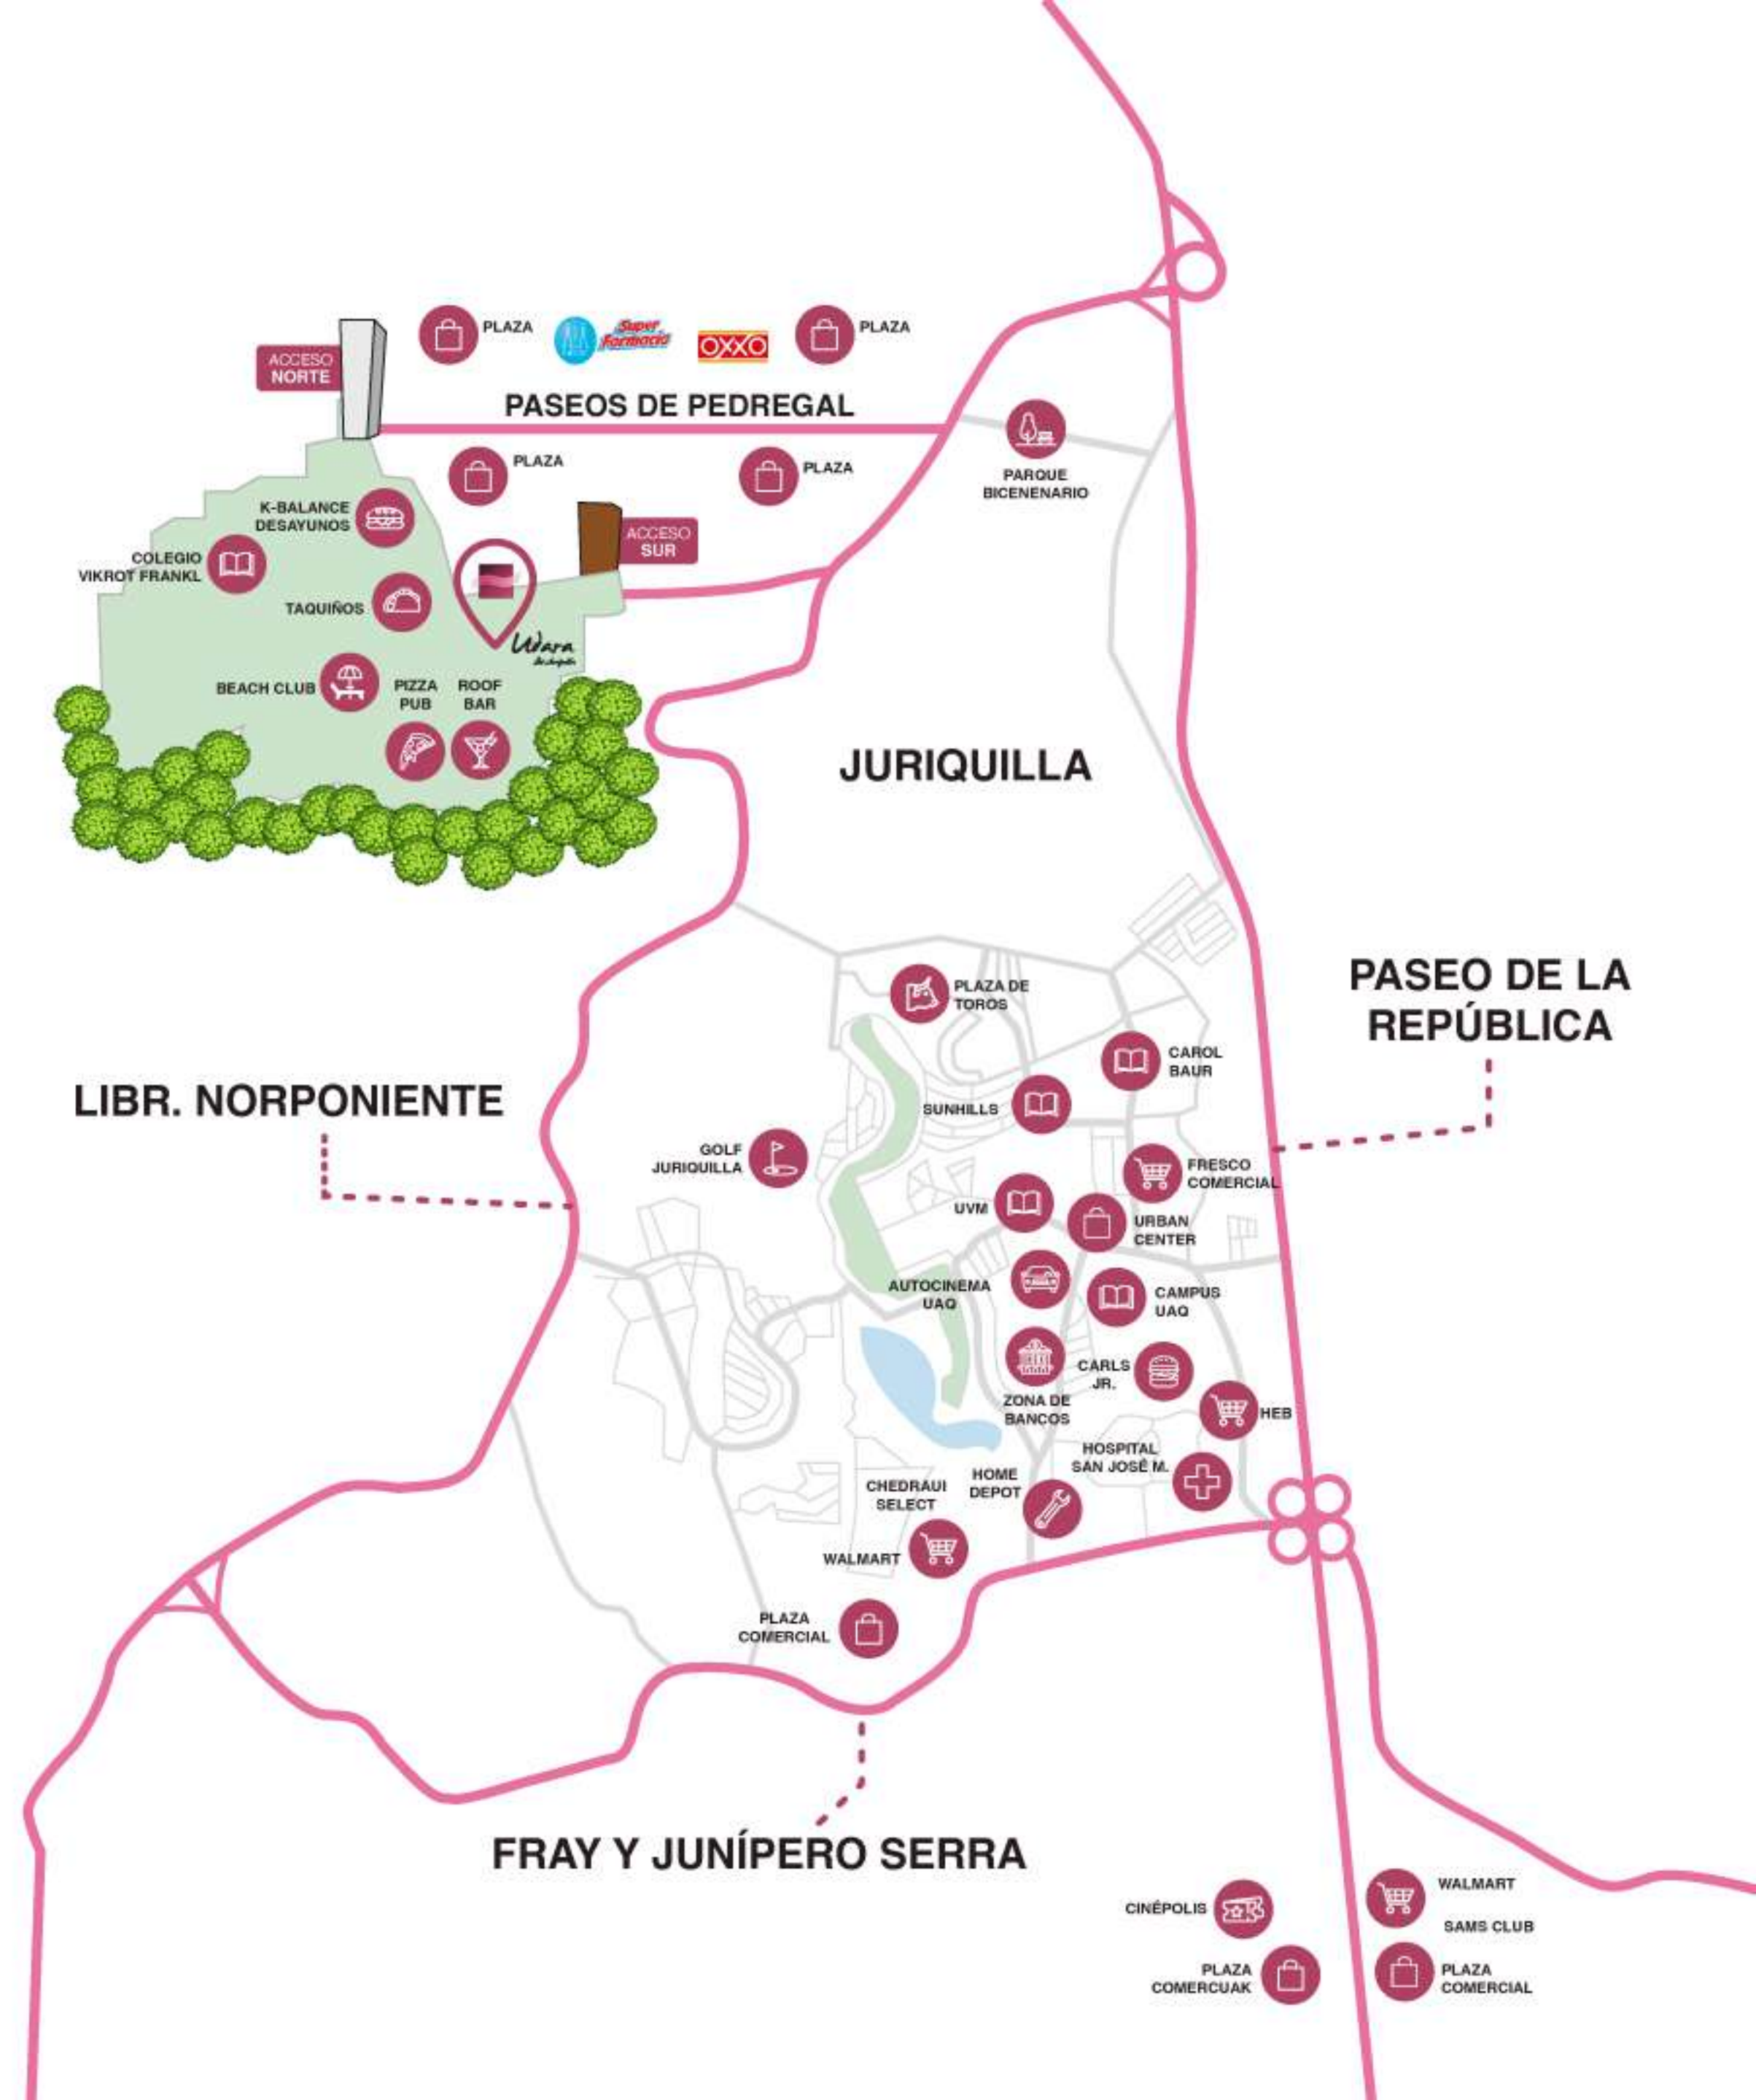 PLAZA
Super
Farmacia
OXXO
PLAZA
ACCESO
NORTE
PASEOS DE PEDREGAL
PLAZA
PLAZA
PARQUE
BICENENARIO
K-BALANCE
DESAYUNOS
ACCESO
SUR
COLEGIO
VIKROT FRANKL
TAQUIÑOS
Udara
BEACH CLUB
PIZZA
PUB
ROOF
BAR
JURIQUILLA
PASEO DE LA
REPÚBLICA
PLAZA DE
TOROS
CAROL
BAUR
LIBR. NORPONIENTE
SUNHILLS
GOLF
JURIQUILLA
FRESCO
COMERCIAL
UVM
URBAN
CENTER
AUTOCINEMA
UAQ
CAMPUS
UAQ
CARLS
JR.
ZONA DE
BANCOS
HEB
HOSPITAL
SAN JOSÉ M.
HOME
DEPOT
CHEDRAUI
SELECT
WALMART
PLAZA
COMERCIAL
FRAY Y JUNÍPERO SERRA
CINÉPOLIS
WALMART
SAMS CLUB
PLAZA
COMERCUAK
PLAZA
COMERCIAL